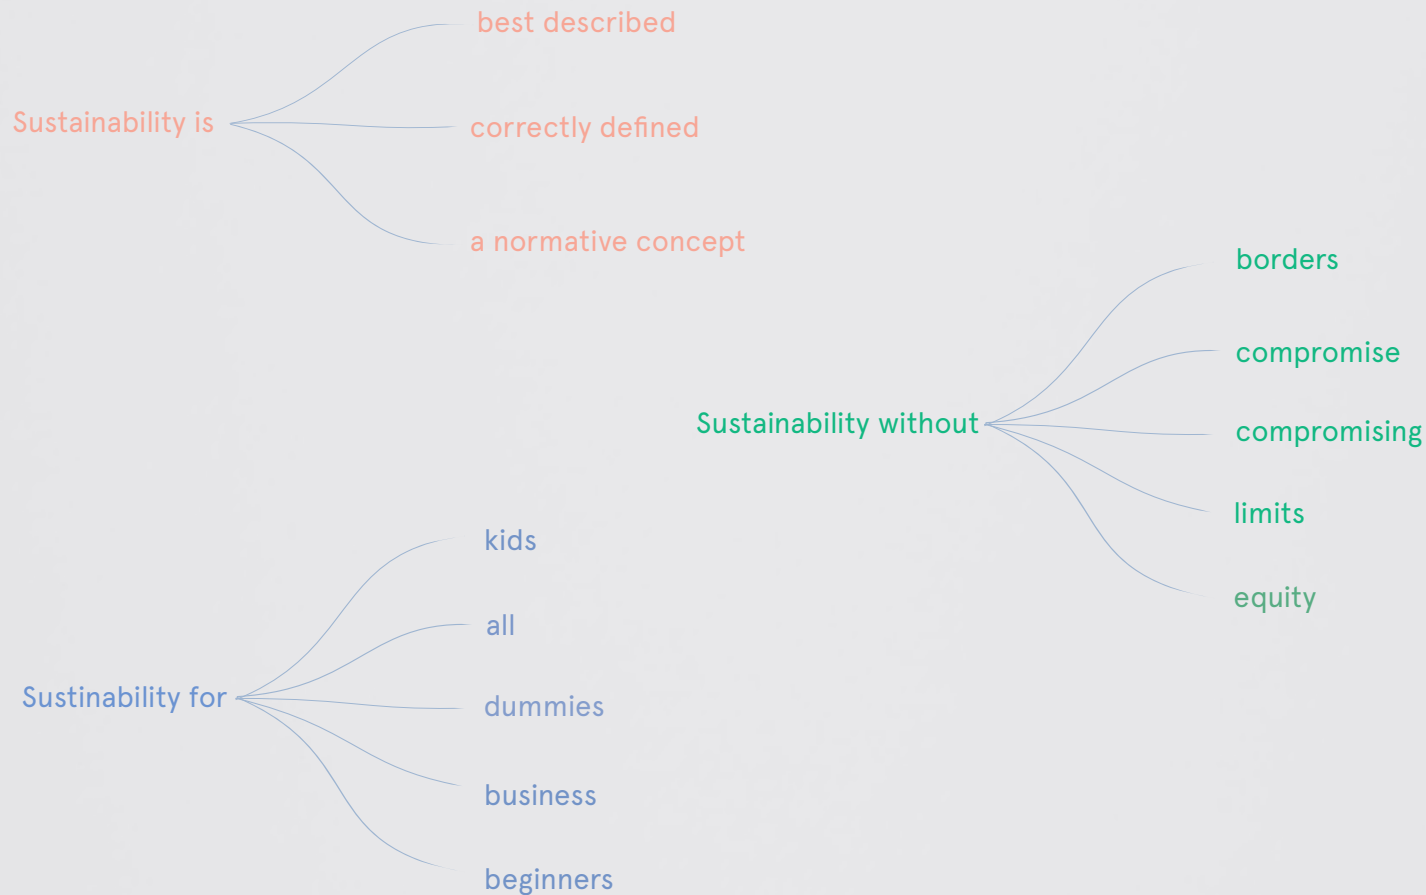 Sustainability is
best described
correctly defined
a normative concept
Sustainability without
borders
compromise
compromising
limits
equity
Sustinability for
kids
all
dummies
business
beginners